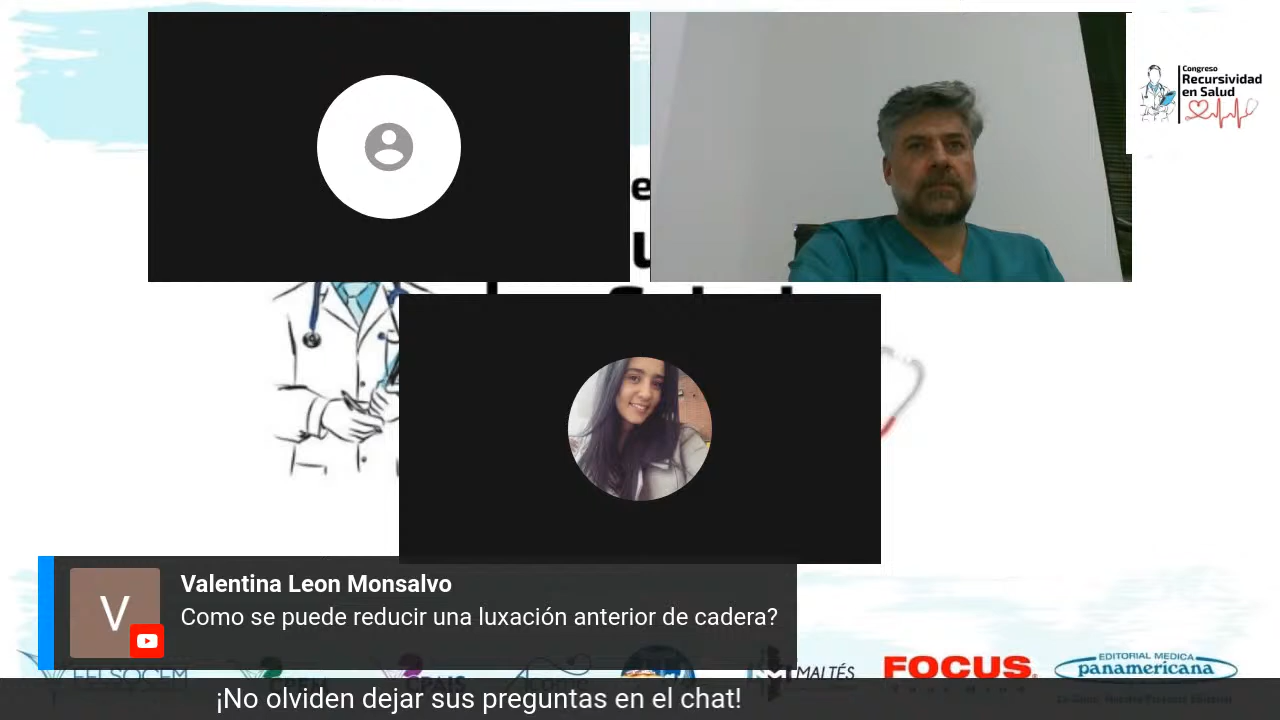 Congreso
Recursividad
en Salud
V
Valentina Leon Monsalvo
Como se puede reducir una luxación anterior de cadera?
FELSOCEM
MALTÉS
FOCUS
EDITORIAL MEDICA
panamericana
¡No olviden dejar sus preguntas en el chat!